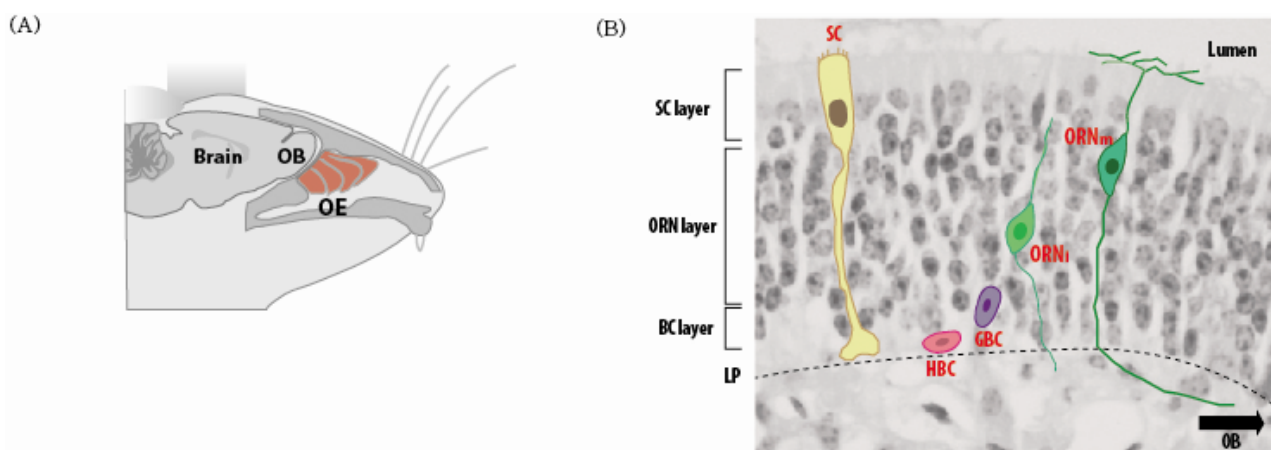 (A)
Brain
OB
OE
(B)
SC
Lumen
SC layer
ORNm
ORN layer
ORNi
BC layer
GBC
HBC
LP
OB